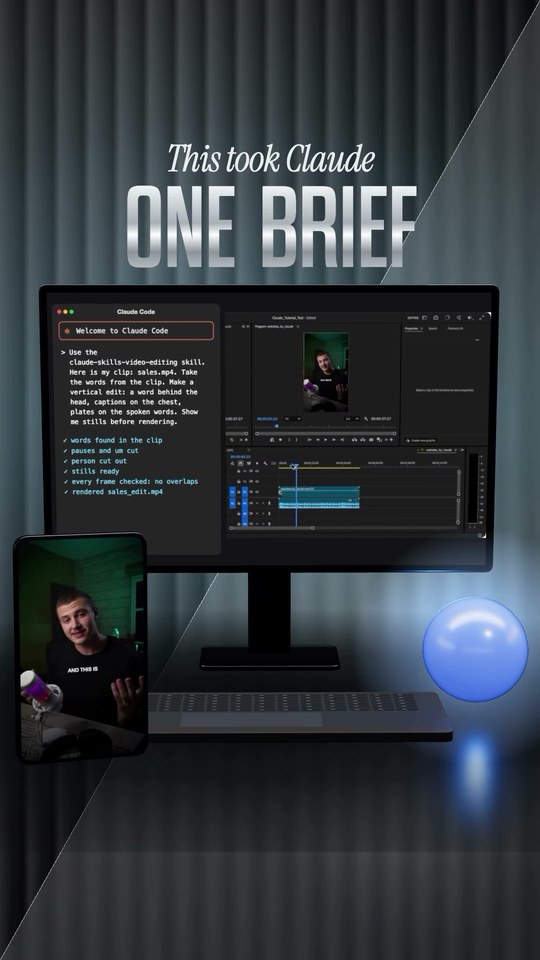 This took Claude
ONE BRIEF
Claude Code
Welcome to Claude Code
> Use the
claude-skills-video-editing skill.
Here is my clip: sales.mp4. Take
the words from the clip. Make a
vertical edit: a word behind the
head, captions on the chest,
plates on the spoken words. Show
me stills before rendering.
✓ words found in the clip
✓ pauses and um cut
✓ person cut out
✓ stills ready
✓ every frame checked: no overlaps
✓ rendered sales_edit.mp4
AND THIS IS